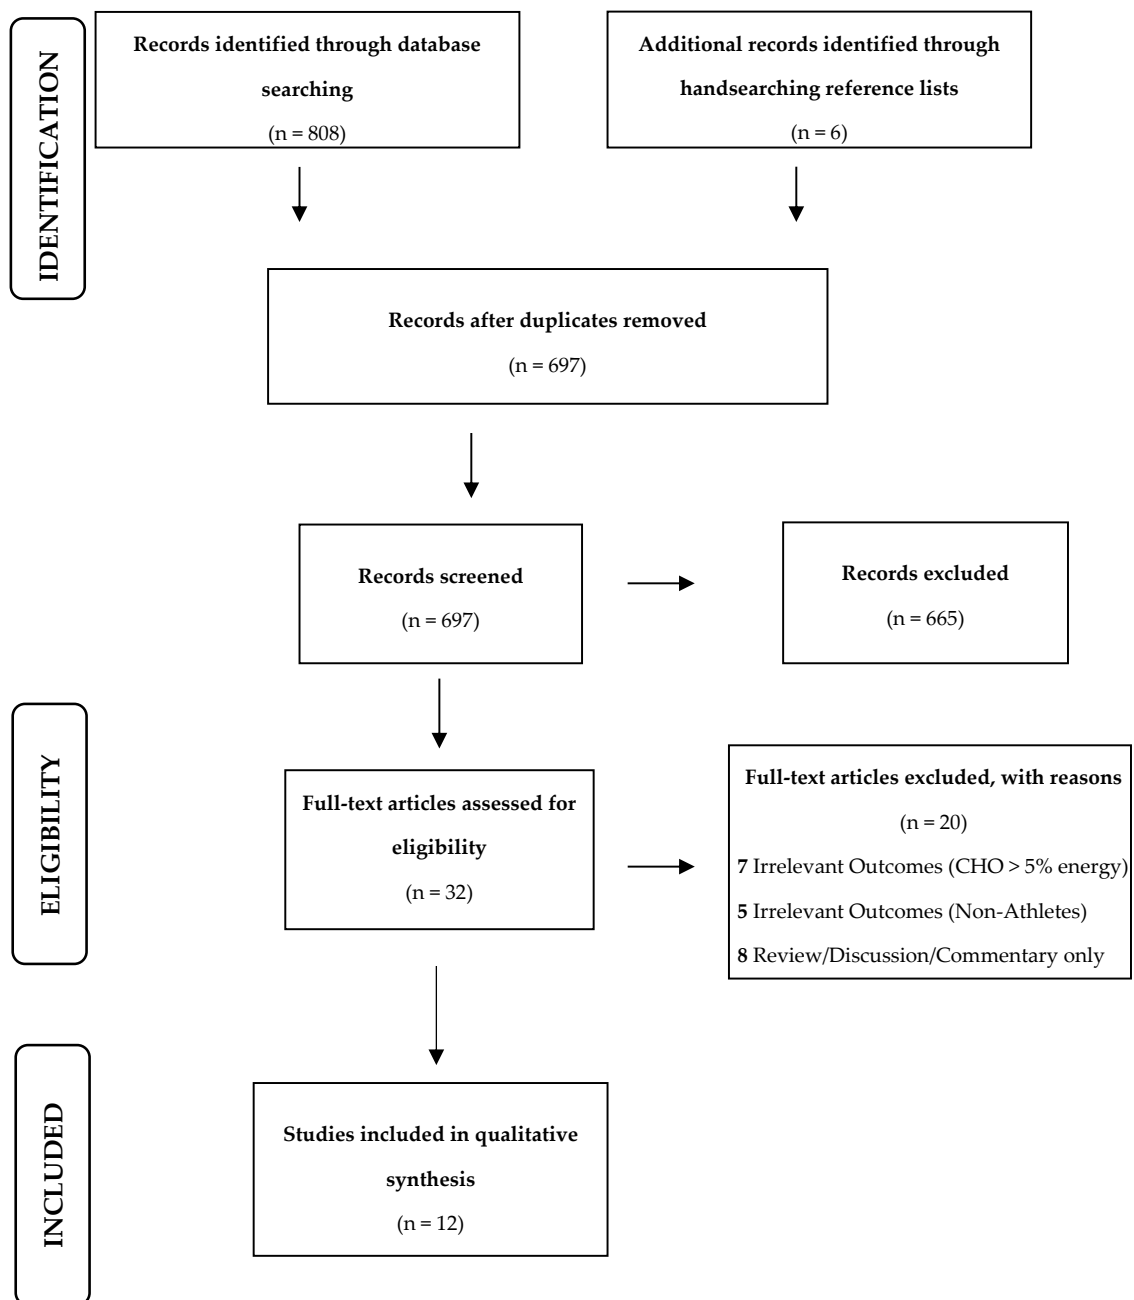 IDENTIFICATION
Records identified through database
searching
(n = 808)
Additional records identified through
handsearching reference lists
(n = 6)
Records after duplicates removed
(n = 697)
Records screened
(n = 697)
Records excluded
(n = 665)
ELIGIBILITY
Full-text articles assessed for
eligibility
(n = 32)
Full-text articles excluded, with reasons
(n = 20)
7 Irrelevant Outcomes (CHO > 5% energy)
5 Irrelevant Outcomes (Non-Athletes)
8 Review/Discussion/Commentary only
INCLUDED
Studies included in qualitative
synthesis
(n = 12)